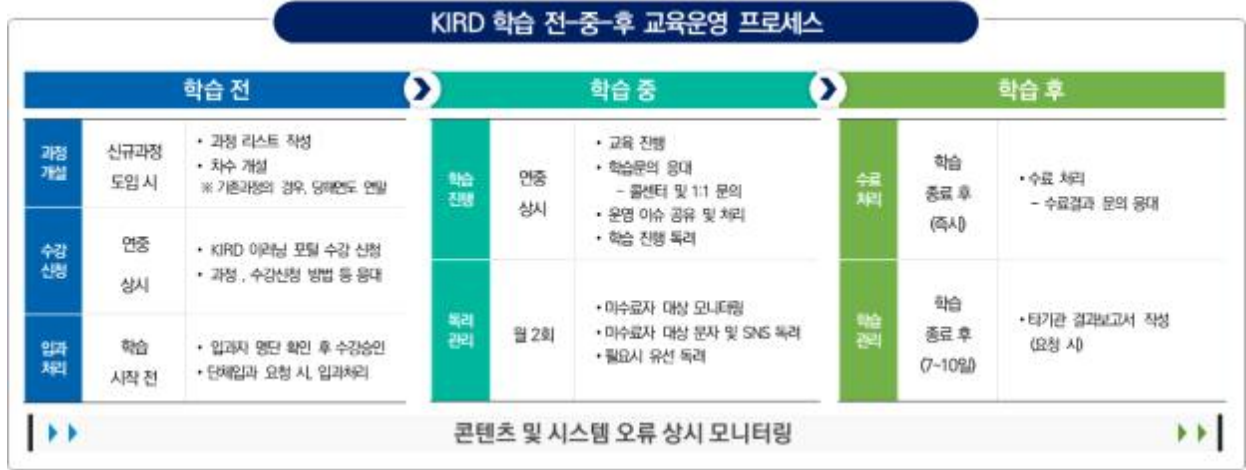 KIRD 학습 전-중-후 교육운영 프로세스
학습 전
과정
개설
신규과정
도입 시
• 과정 리스트 작성
• 차수 개설
※ 기존과정의 경우, 당해연도 연말
수강
신청
연중
상시
• KIRD 이러닝 포털 수강 신청
• 과정, 수강신청 방법 등 응대
입과
처리
학습
시작 전
• 입과자 명단 확인 후 수강승인
• 단체입과 요청 시, 입과처리
학습 중
학습
진행
연중
상시
• 교육 진행
• 학습문의 응대
- 콜센터 및 1:1 문의
• 운영 이슈 공유 및 처리
• 학습 진행 독려
독려
관리
월 2회
• 미수료자 대상 모니터링
• 미수료자 대상 문자 및 SNS 독려
• 필요시 유선 독려
학습 후
수료
처리
학습
종료 후
(즉시)
• 수료 처리
- 수료결과 문의 응대
학습
관리
학습
종료 후
(7~10일)
• 타기관 결과보고서 작성
(요청 시)
콘텐츠 및 시스템 오류 상시 모니터링